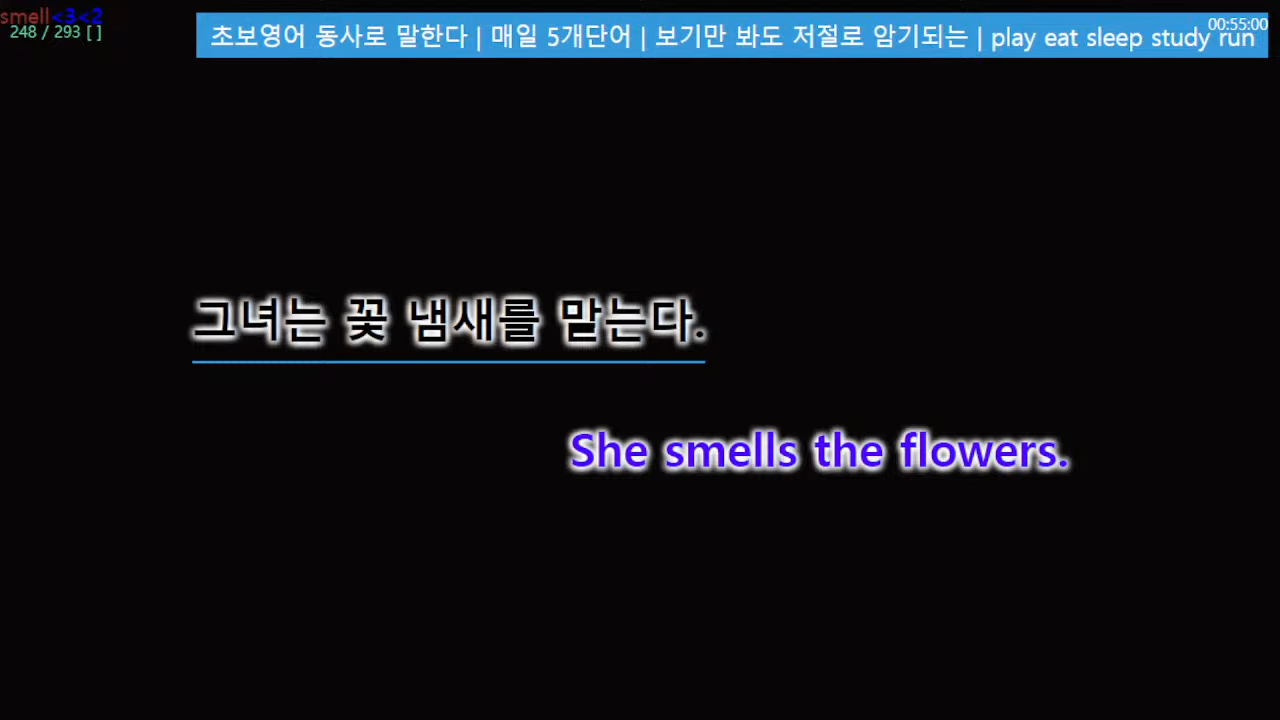 smell<3<2
248 / 293 [ ]
초보영어 동사로 말한다 | 매일 5개단어 | 보기만 봐도 저절로 암기되는 | play eat sleep study run
00:55:00
그녀는 꽃 냄새를 맡는다.
She smells the flowers.